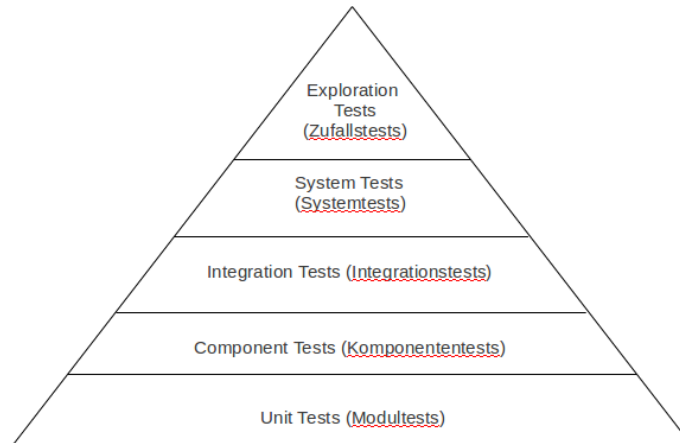 Exploration
Tests
(Zufallstests)
System Tests
(Systemtests)
Integration Tests (Integrationstests)
Component Tests (Komponententests)
Unit Tests (Modultests)